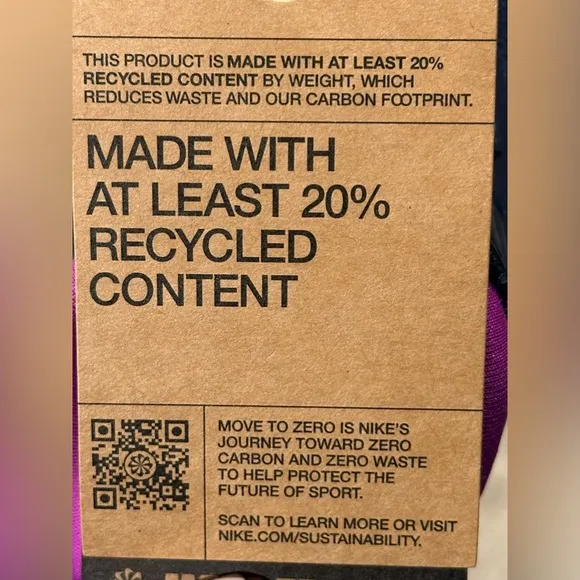 THIS PRODUCT IS MADE WITH AT LEAST 20%
RECYCLED CONTENT BY WEIGHT, WHICH
REDUCES WASTE AND OUR CARBON FOOTPRINT.
MADE WITH
AT LEAST 20%
RECYCLED
CONTENT
MOVE TO ZERO IS NIKE'S
JOURNEY TOWARD ZERO
CARBON AND ZERO WASTE
TO HELP PROTECT THE
FUTURE OF SPORT.
SCAN TO LEARN MORE OR VISIT
NIKE.COM/SUSTAINABILITY.